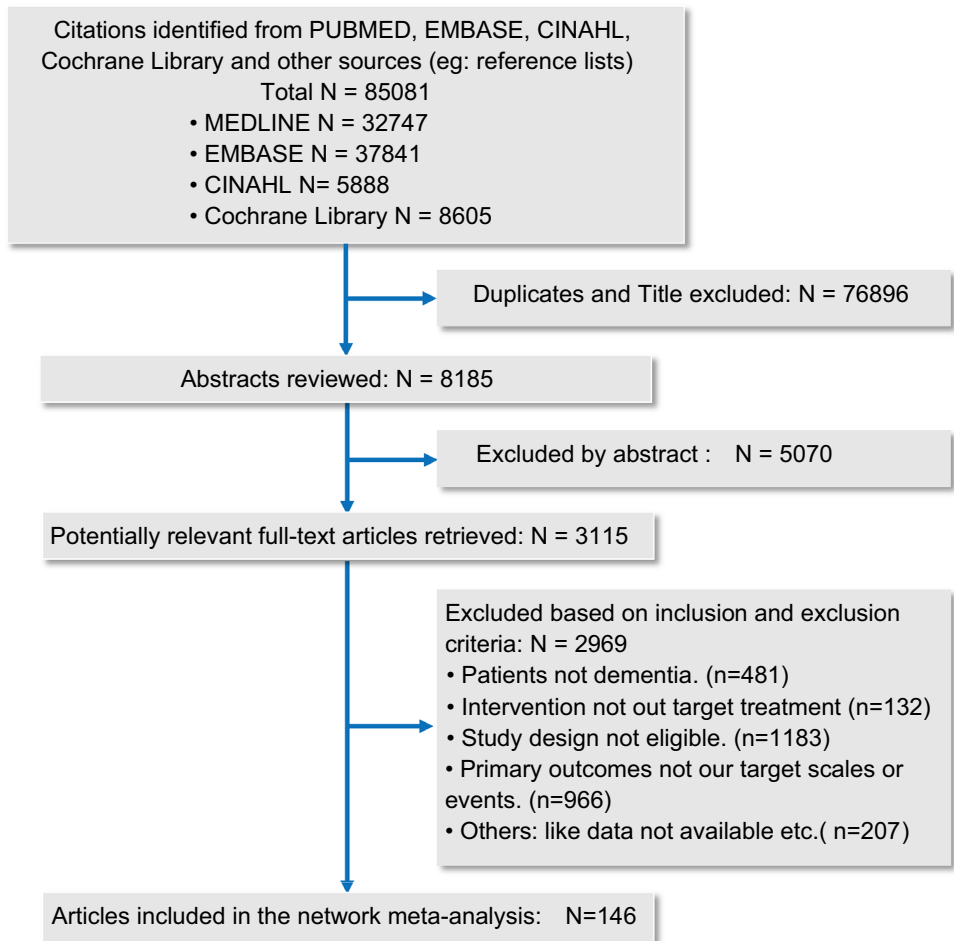 Citations identified from PUBMED, EMBASE, CINAHL,
Cochrane Library and other sources (eg: reference lists)
Total N = 85081
• MEDLINE N = 32747
• EMBASE N = 37841
• CINAHL N= 5888
• Cochrane Library N = 8605
Duplicates and Title excluded: N = 76896
Abstracts reviewed: N = 8185
Excluded by abstract : N = 5070
Potentially relevant full-text articles retrieved: N = 3115
Excluded based on inclusion and exclusion
criteria: N = 2969
• Patients not dementia. (n=481)
• Intervention not out target treatment (n=132)
• Study design not eligible. (n=1183)
• Primary outcomes not our target scales or
events. (n=966)
• Others: like data not available etc.( n=207)
Articles included in the network meta-analysis: N=146